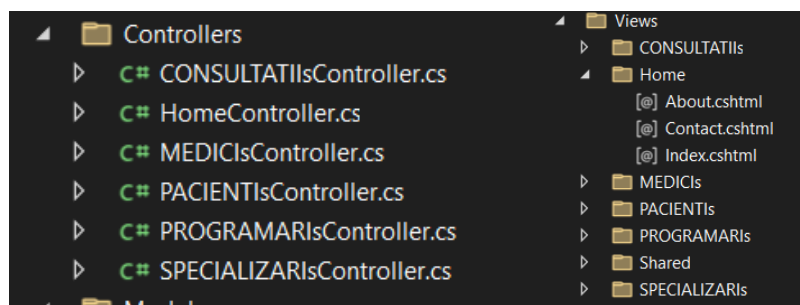 Controllers
C# CONSULTATIIsController.cs
C# HomeController.cs
C# MEDICIsController.cs
C# PACIENTIsController.cs
C# PROGRAMARIsController.cs
C# SPECIALIZARIsController.cs
Views
CONSULTATIIs
Home
[@] About.cshtml
[@] Contact.cshtml
[@] Index.cshtml
MEDICIs
PACIENTIs
PROGRAMARIs
Shared
SPECIALIZARIs